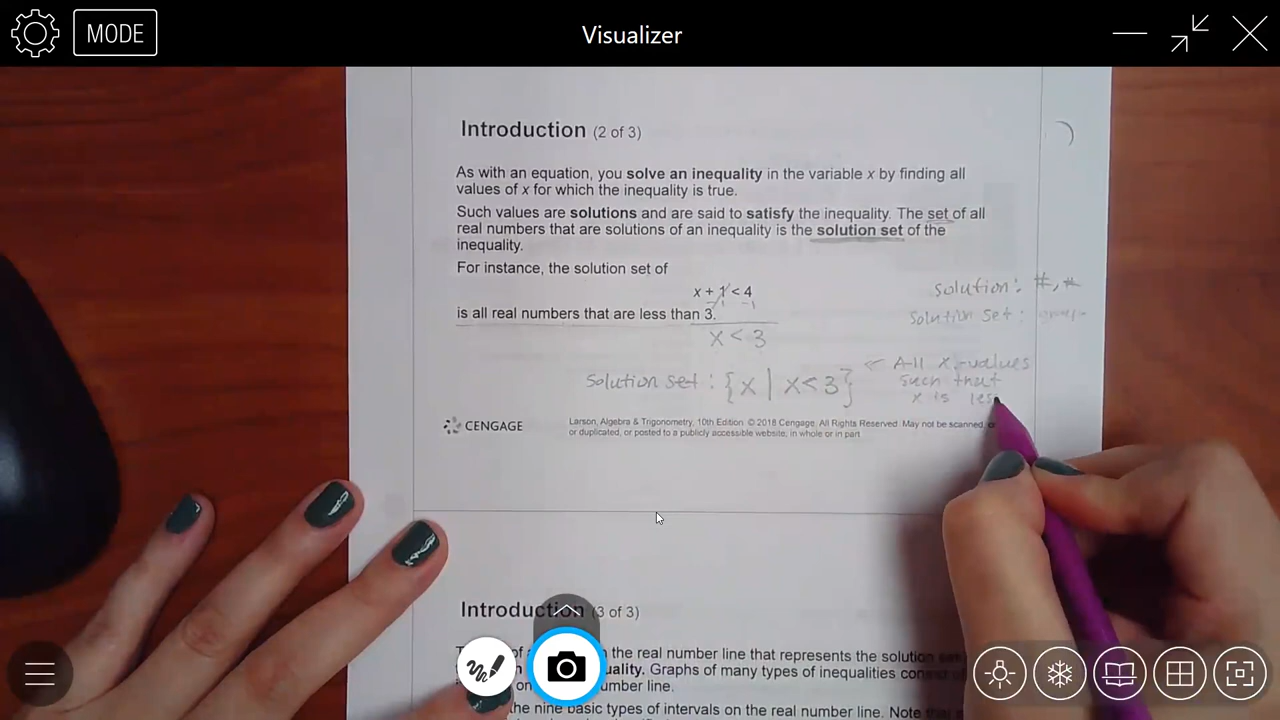 MODE
Visualizer
Introduction (2 of 3)
As with an equation, you solve an inequality in the variable x by finding all
values of x for which the inequality is true.
Such values are solutions and are said to satisfy the inequality. The set of all
real numbers that are solutions of an inequality is the solution set of the
inequality.
For instance, the solution set of
x + 1 < 4
-1 -1
is all real numbers that are less than 3.
x < 3
solution: #, #
solution set:
solution set: {x | x<3}
← All x-values
such that
x is les
CENGAGE
Larson, Algebra & Trigonometry, 10th Edition © 2018 Cengage. All Rights Reserved. May not be scanned,
or duplicated, or posted to a publicly accessible website, in whole or in part
Introduction (3 of 3)
the real number line that represents the solution
Graphs of many types of inequalities
number line.
the nine basic types of intervals on the real number line. Note